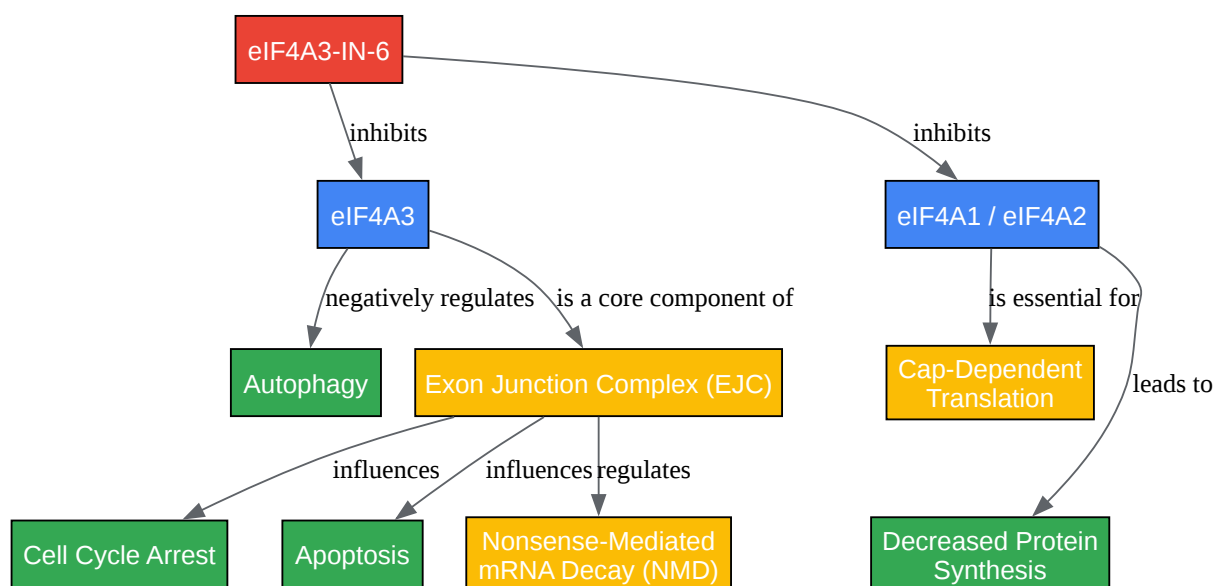 eIF4A3-IN-6
inhibits
inhibits
eIF4A3
eIF4A1 / eIF4A2
negatively regulates
is a core component of
is essential for
Autophagy
Exon Junction Complex (EJC)
Cap-Dependent
Translation
leads to
influences
influences
regulates
Cell Cycle Arrest
Apoptosis
Nonsense-Mediated
mRNA Decay (NMD)
Decreased Protein
Synthesis